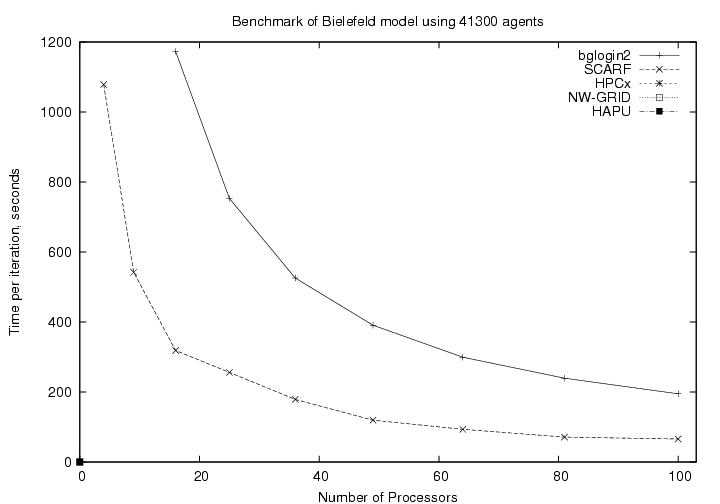 Benchmark of Bielefeld model using 41300 agents
1200
1000
800
600
400
200
0
Time per iteration, seconds
bglogin2
SCARF
HPCx
NW-GRID
HAPU
0 20 40 60 80 100
Number of Processors